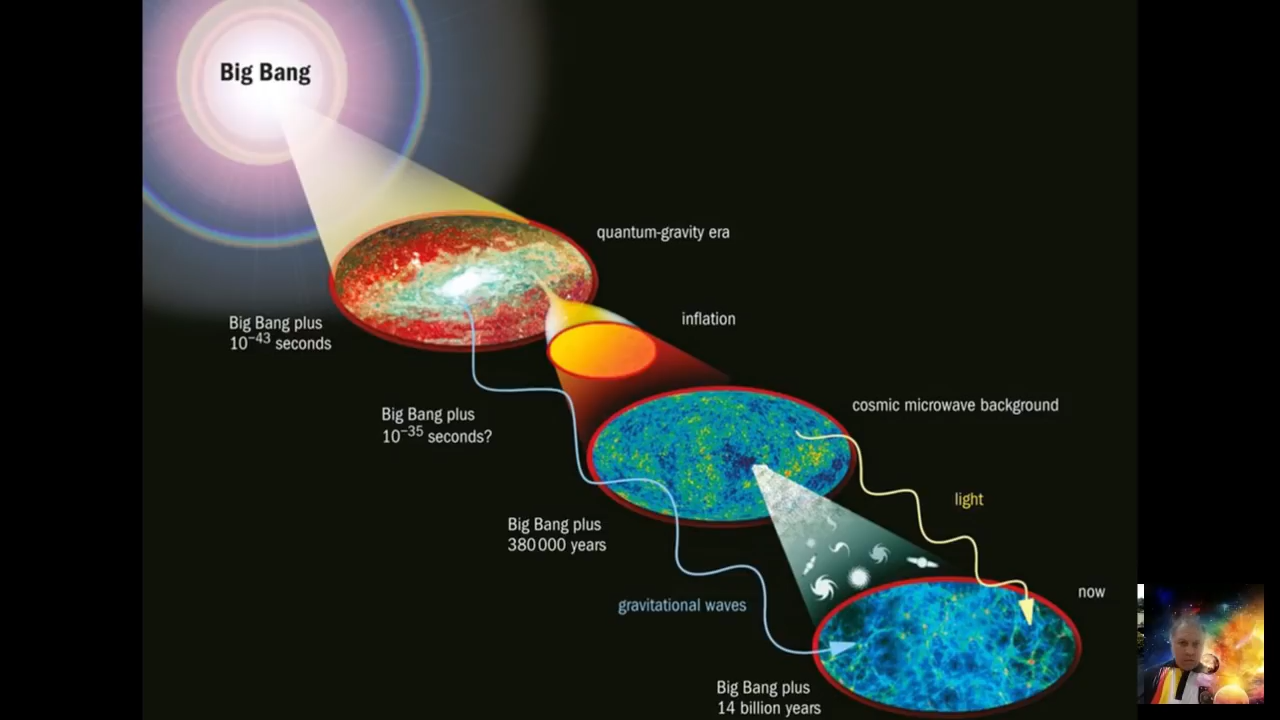 Big Bang
quantum-gravity era
Big Bang plus
10⁻⁴³ seconds
inflation
Big Bang plus
10⁻³⁵ seconds?
cosmic microwave background
light
Big Bang plus
380 000 years
gravitational waves
now
Big Bang plus
14 billion years